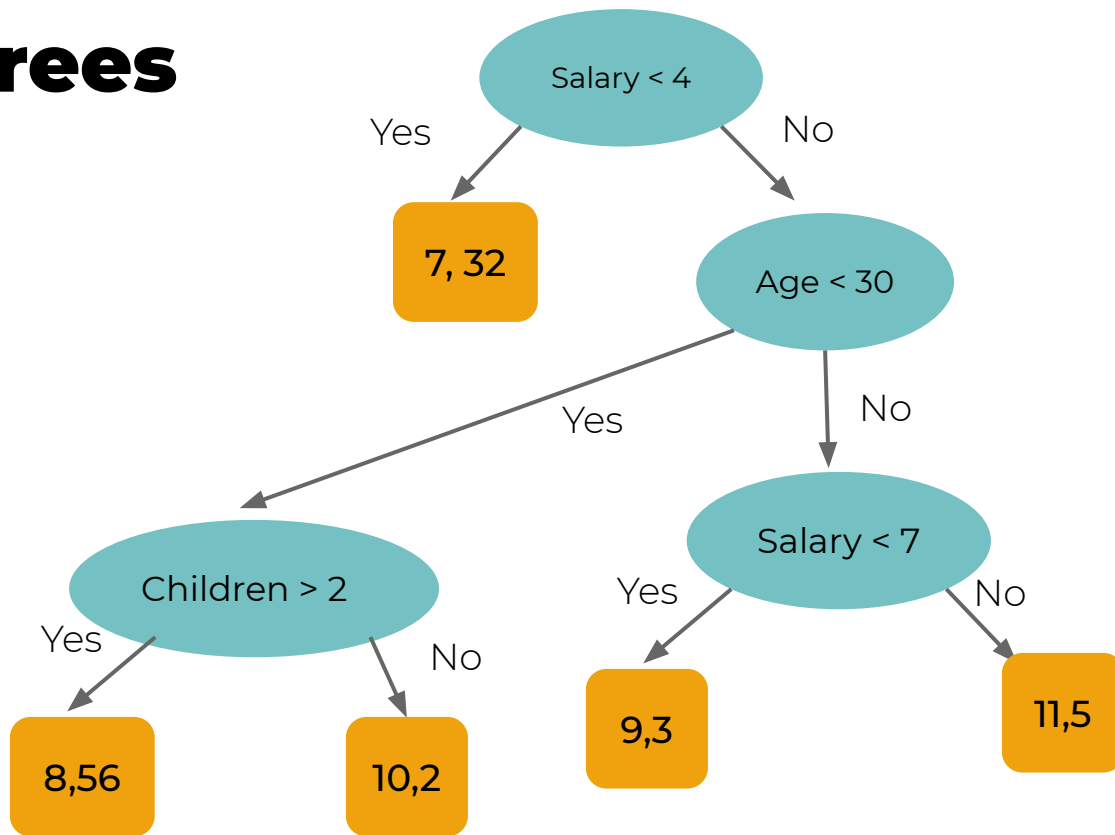 rees
Salary < 4
Yes
No
7, 32
Age < 30
Yes
No
Children > 2
Salary < 7
Yes
No
Yes
No
8,56
10,2
9,3
11,5